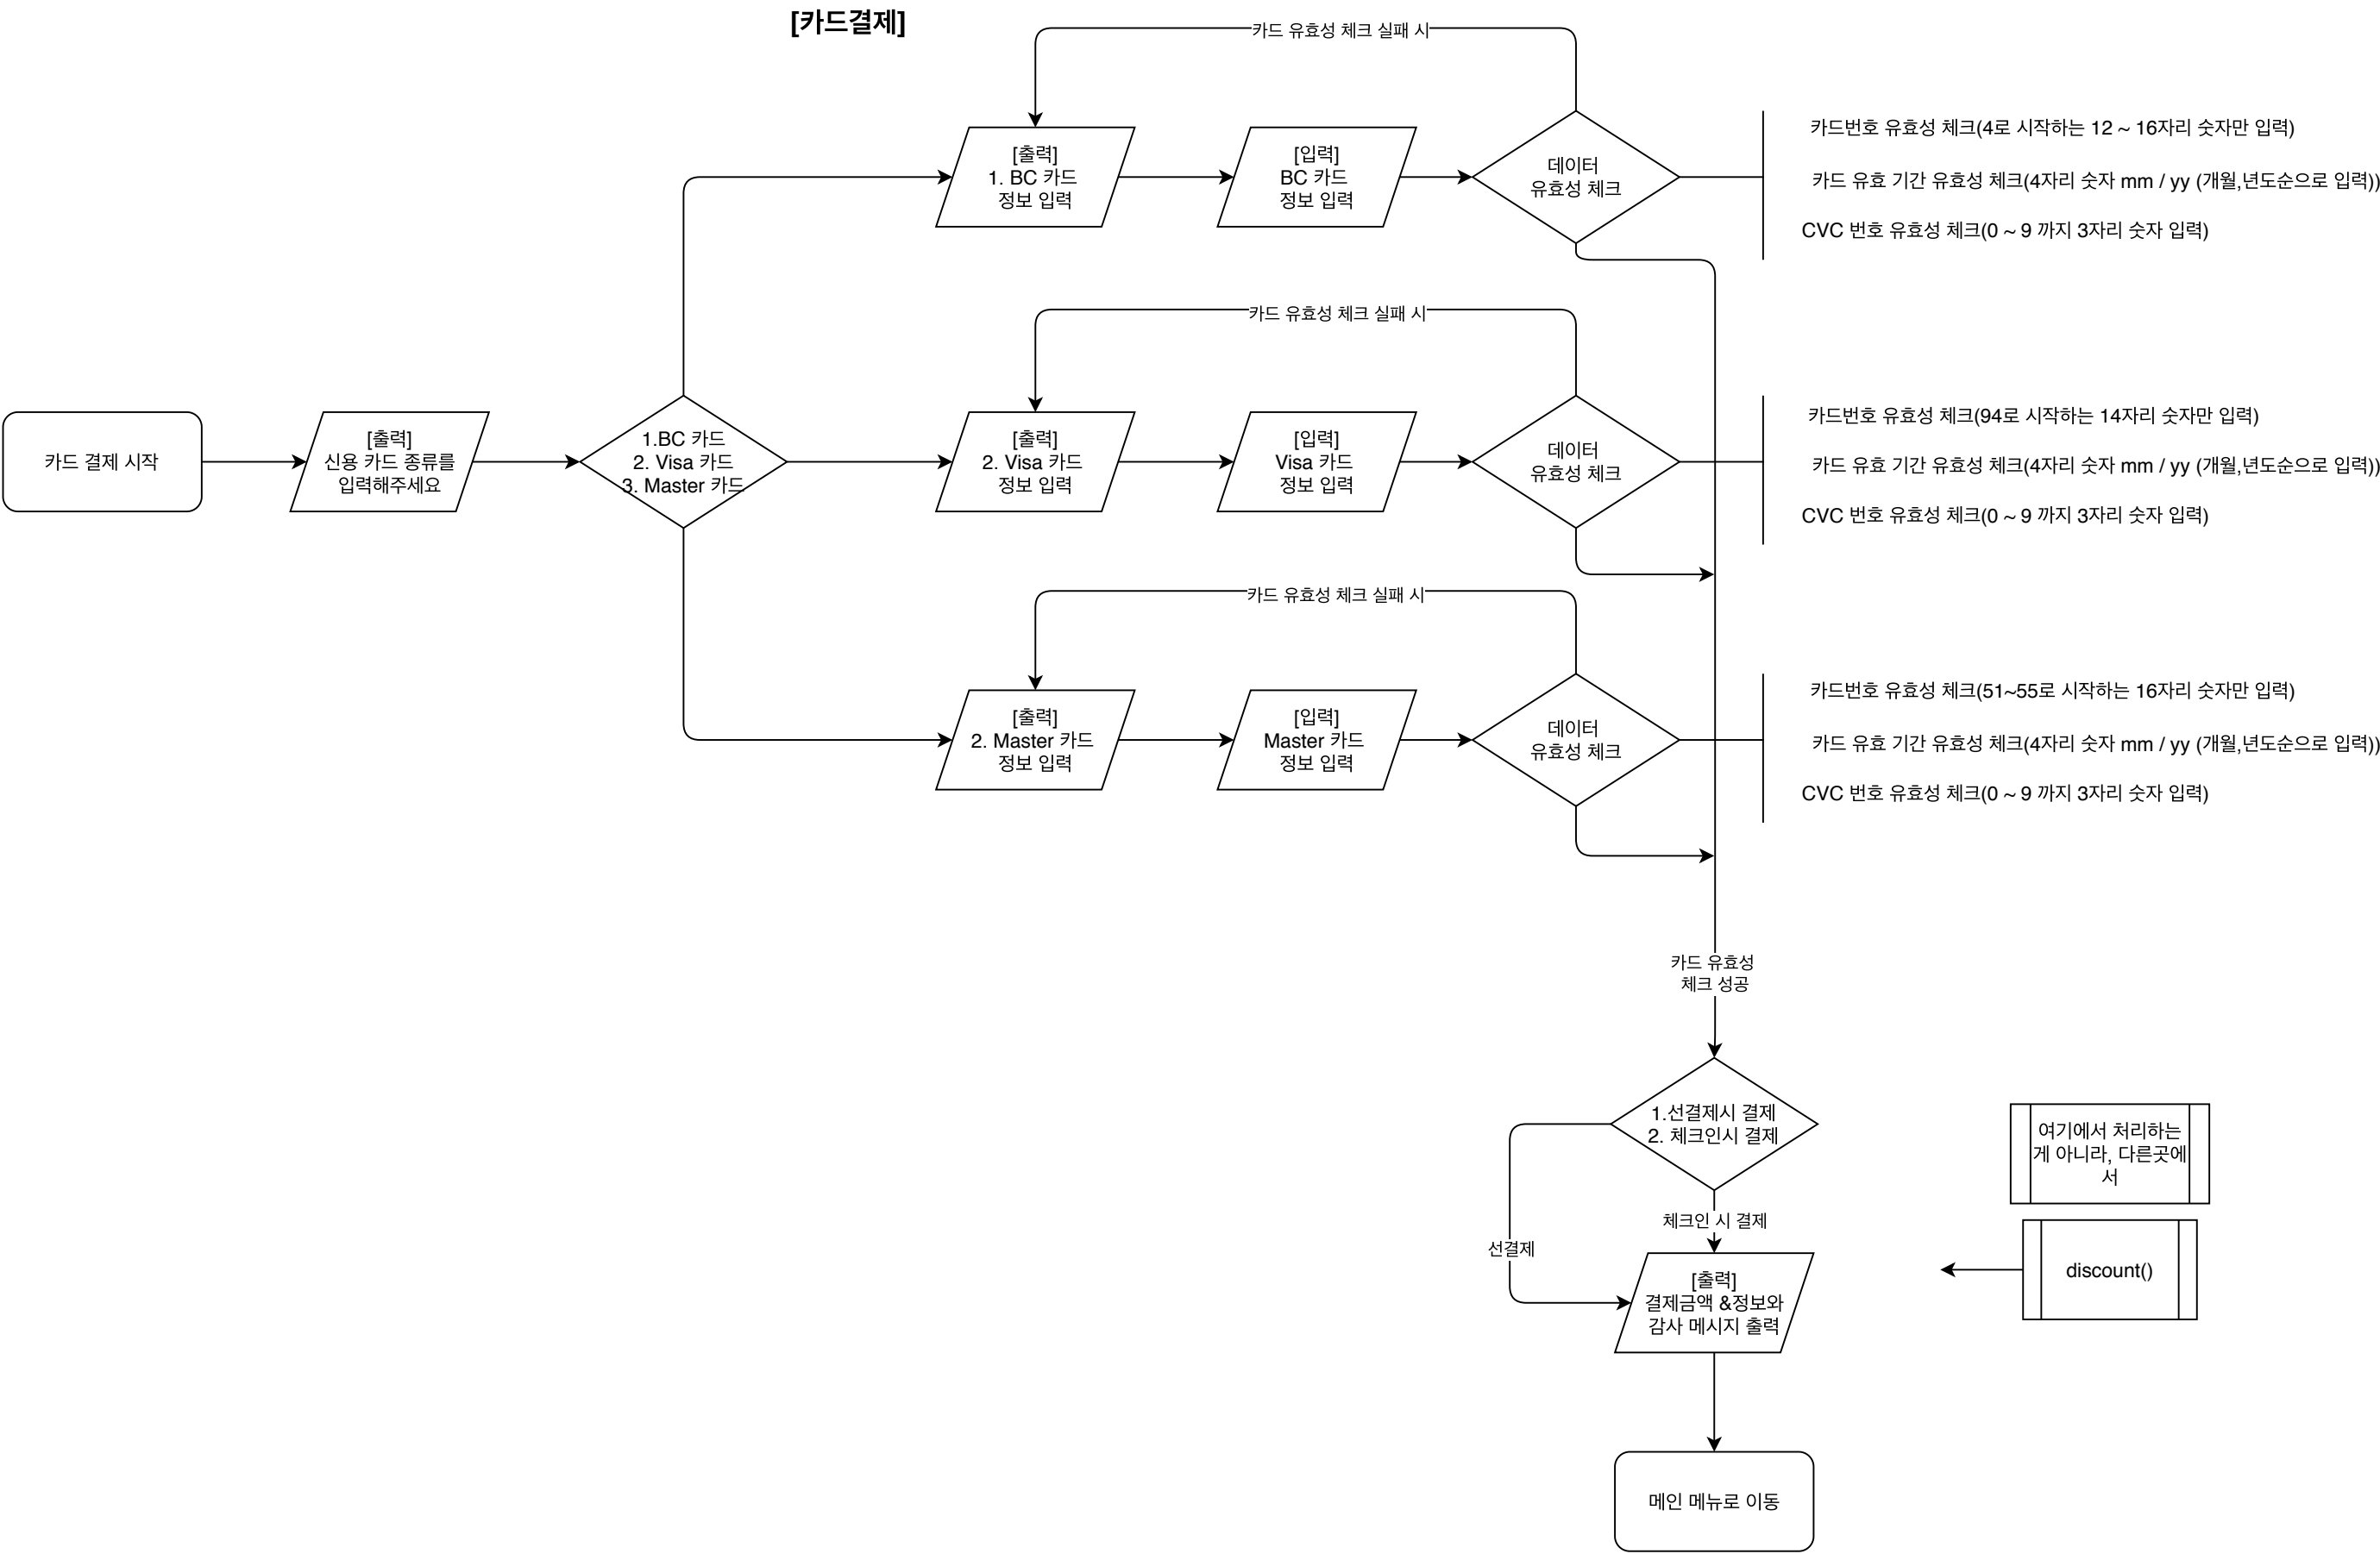 [카드결제]
카드 유효성 체크 실패 시
[출력]
1. BC 카드
정보 입력
[입력]
BC 카드
정보 입력
데이터
유효성 체크
카드번호 유효성 체크(4로 시작하는 12 ~ 16자리 숫자만 입력)
카드 유효 기간 유효성 체크(4자리 숫자 mm / yy (개월,년도순으로 입력))
CVC 번호 유효성 체크(0 ~ 9 까지 3자리 숫자 입력)
카드 유효성 체크 실패 시
카드 결제 시작
[출력]
신용 카드 종류를
입력해주세요
1.BC 카드
2. Visa 카드
3. Master 카드
[출력]
2. Visa 카드
정보 입력
[입력]
Visa 카드
정보 입력
데이터
유효성 체크
카드번호 유효성 체크(94로 시작하는 14자리 숫자만 입력)
카드 유효 기간 유효성 체크(4자리 숫자 mm / yy (개월,년도순으로 입력))
CVC 번호 유효성 체크(0 ~ 9 까지 3자리 숫자 입력)
카드 유효성 체크 실패 시
[출력]
2. Master 카드
정보 입력
[입력]
Master 카드
정보 입력
데이터
유효성 체크
카드번호 유효성 체크(51~55로 시작하는 16자리 숫자만 입력)
카드 유효 기간 유효성 체크(4자리 숫자 mm / yy (개월,년도순으로 입력))
CVC 번호 유효성 체크(0 ~ 9 까지 3자리 숫자 입력)
카드 유효성
체크 성공
1.선결제시 결제
2. 체크인시 결제
여기에서 처리하는
게 아니라, 다른곳에
서
체크인 시 결제
선결제
[출력]
결제금액 &정보와
감사 메시지 출력
discount()
메인 메뉴로 이동